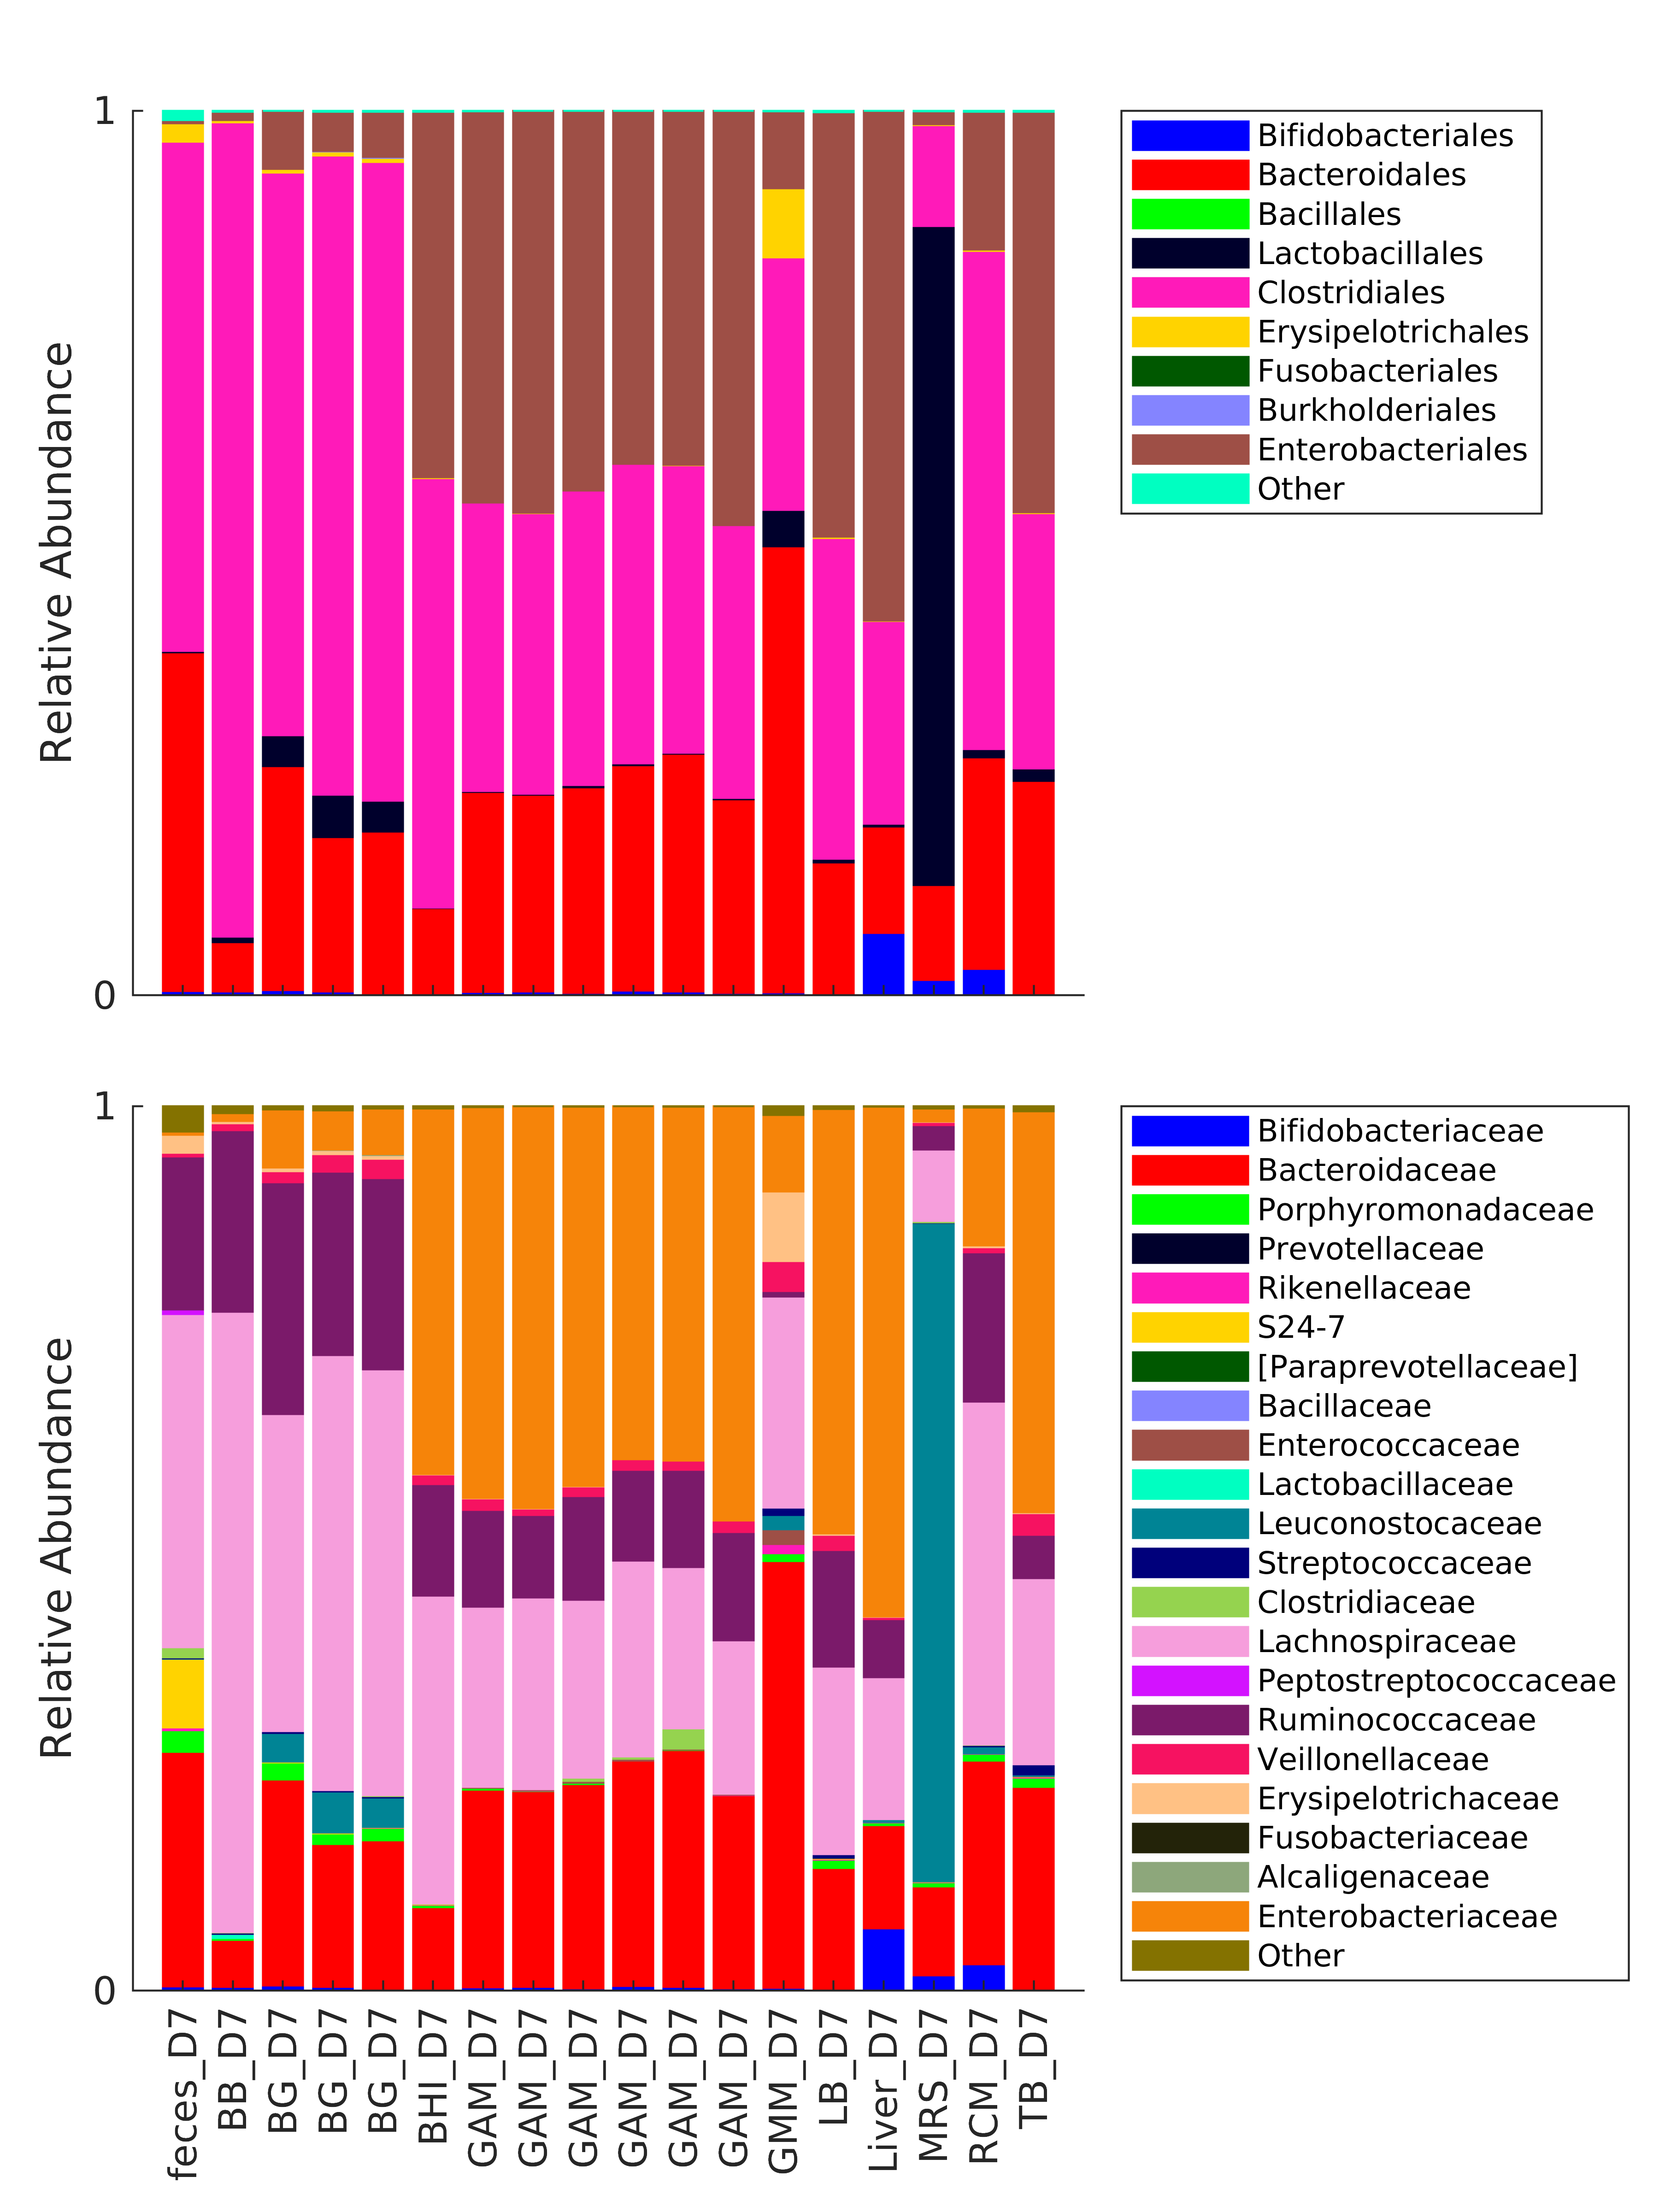 1
Relative Abundance
0
Bifidobacteriales
Bacteroidales
Bacillales
Lactobacillales
Clostridiales
Erysipelotrichales
Fusobacteriales
Burkholderiales
Enterobacteriales
Other
1
Relative Abundance
0
Bifidobacteriaceae
Bacteroidaceae
Porphyromonadaceae
Prevotellaceae
Rikenellaceae
S24-7
[Paraprevotellaceae]
Bacillaceae
Enterococcaceae
Lactobacillaceae
Leuconostocaceae
Streptococcaceae
Clostridiaceae
Lachnospiraceae
Peptostreptococcaceae
Ruminococcaceae
Veillonellaceae
Erysipelotrichaceae
Fusobacteriaceae
Alcaligenaceae
Enterobacteriaceae
Other
feces_D7
BB_D7
BG_D7
BG_D7
BG_D7
BHI_D7
GAM_D7
GAM_D7
GAM_D7
GAM_D7
GAM_D7
GAM_D7
GMM_D7
LB_D7
Liver_D7
MRS_D7
RCM_D7
TB_D7